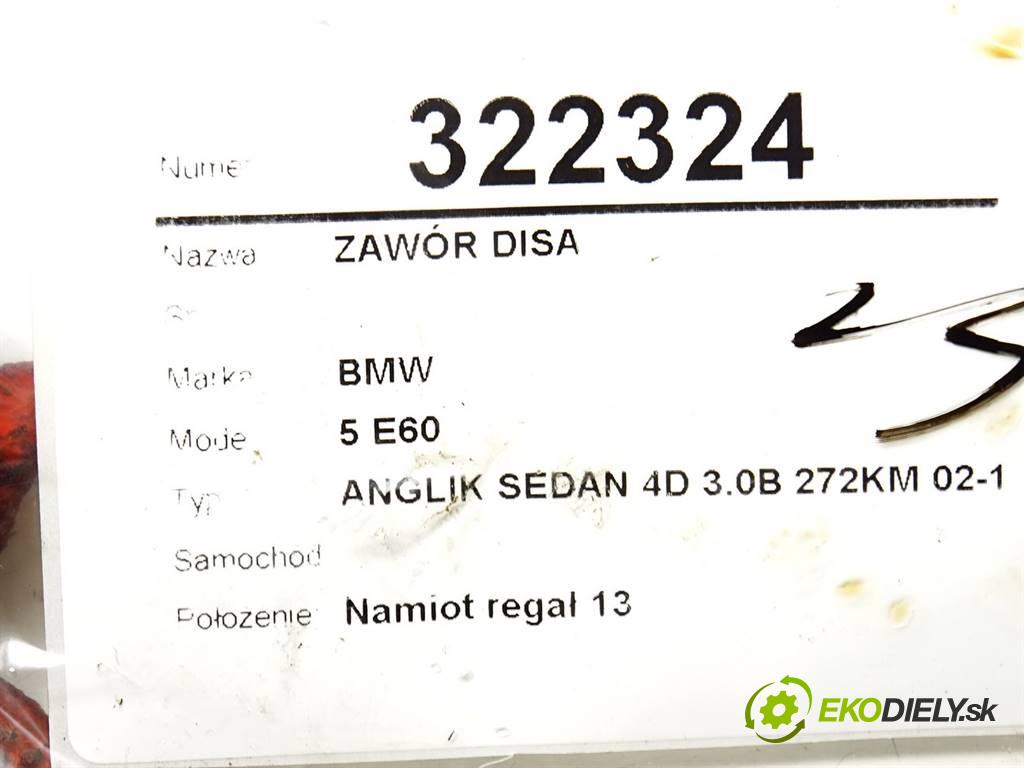 Numer 322324
Nazwa ZAWÓR DISA
Marka BMW
Model 5 E60
Typ ANGLIK SEDAN 4D 3.0B 272KM 02-1
Samochod
Położenie Namiot regał 13
EKODIELY.sk